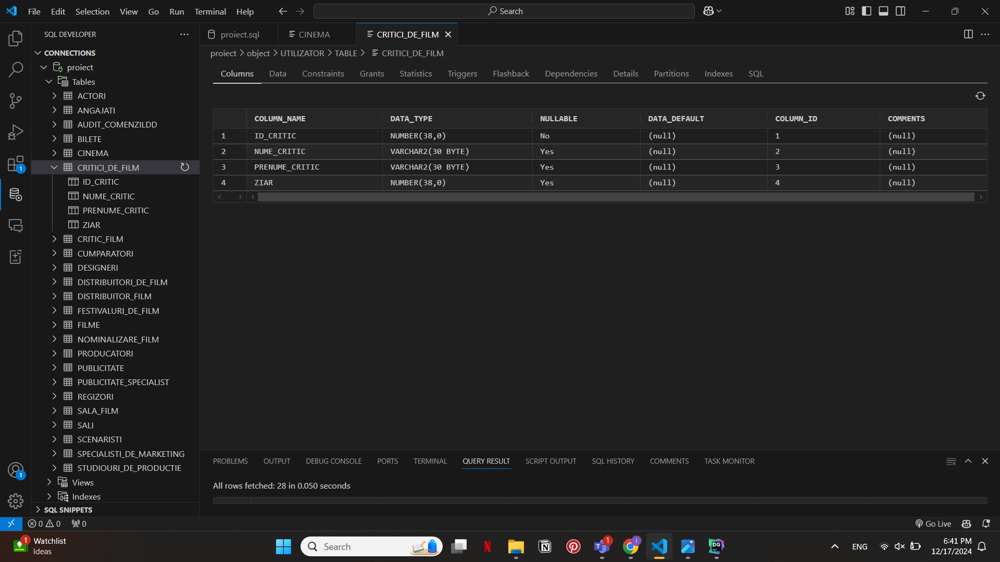 File Edit Selection View Go Run Terminal Help
Search
SQL DEVELOPER
CONNECTIONS
proiect
Tables
ACTORI
ANGAJATI
AUDIT_COMENZILDD
BILETE
CINEMA
CRITICI_DE_FILM
ID_CRITIC
NUME_CRITIC
PRENUME_CRITIC
ZIAR
CRITIC_FILM
CUMPARATORI
DESIGNERI
DISTRIBUITORI_DE_FILM
DISTRIBUITOR_FILM
FESTIVALURI_DE_FILM
FILME
NOMINALIZARE_FILM
PRODUCATORI
PUBLICITATE
PUBLICITATE_SPECIALIST
REGIZORI
SALA_FILM
SALI
SCENARISTI
SPECIALISTI_DE_MARKETING
STUDIOURI_DE_PRODUCTIE
Views
Indexes
SQL SNIPPETS
1
1
proiect.sql CINEMA CRITICI_DE_FILM
proiect object UTILIZATOR TABLE CRITICI_DE_FILM
Columns Data Constraints Grants Statistics Triggers Flashback Dependencies Details Partitions Indexes SQL
COLUMN_NAME DATA_TYPE NULLABLE DATA_DEFAULT COLUMN_ID COMMENTS
1 ID_CRITIC NUMBER(38,0) No (null) 1 (null)
2 NUME_CRITIC VARCHAR2(30 BYTE) Yes (null) 2 (null)
3 PRENUME_CRITIC VARCHAR2(30 BYTE) Yes (null) 3 (null)
4 ZIAR NUMBER(38,0) Yes (null) 4 (null)
PROBLEMS OUTPUT DEBUG CONSOLE PORTS TERMINAL QUERY RESULT SCRIPT OUTPUT SQL HISTORY COMMENTS TASK MONITOR
All rows fetched: 28 in 0.050 seconds
0 0 0 Go Live
1 Watchlist
Ideas
Search
N
N
T 1
I
DG
ENG
6:41 PM
12/17/2024